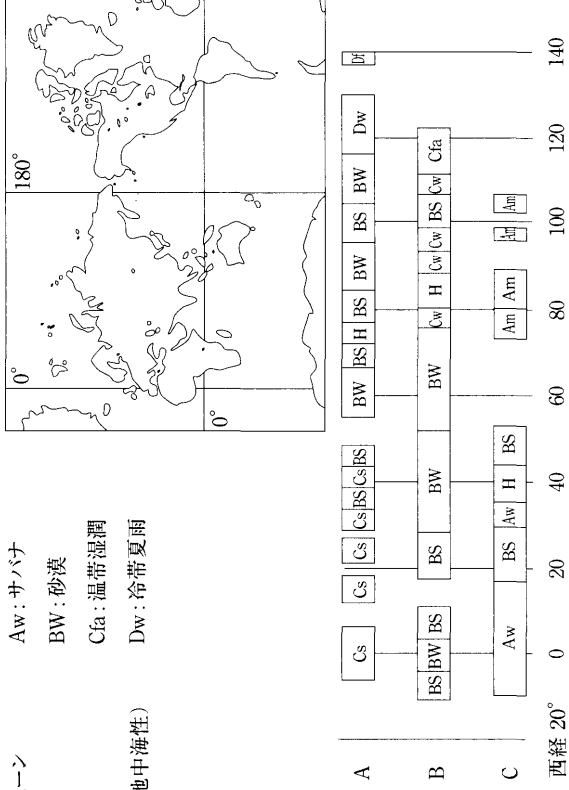 ーン Aw：サバナ
BW：砂漠
Cfa：温帯湿潤
中海性） Dw：冷帯夏雨
0° 180°
0°
A Cs Cs Cs Cs BS Cs BS BW BS H BS BW BS BW Dw Df
B BS BW BS BS BW BW Cw H Cw Cw BS Cw Cfa
C Aw BS Aw H BS Am Am Am Am
西経 20° 0 20 40 60 80 100 120 140